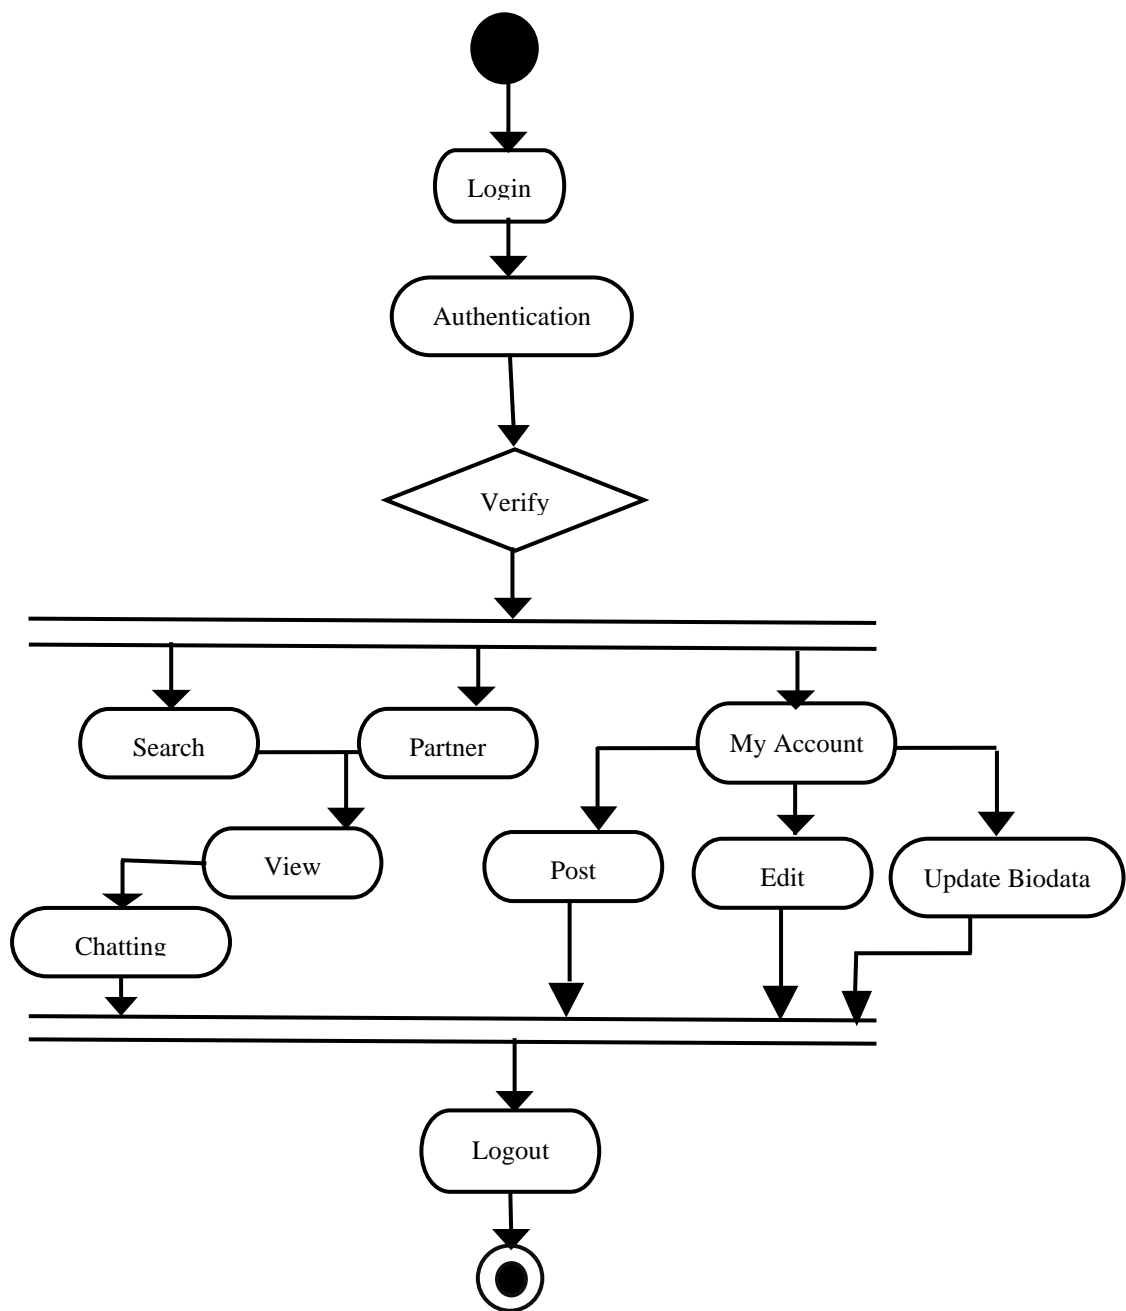 Login
Authentication
Verify
Search
Partner
My Account
View
Post
Edit
Update Biodata
Chatting
Logout